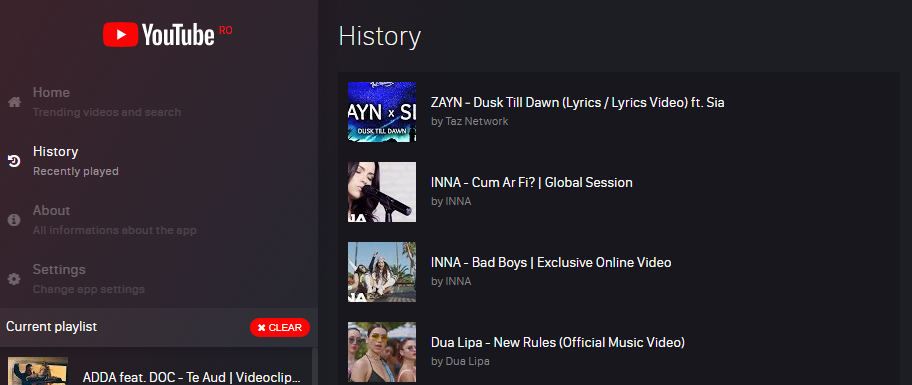 YouTube RO
Home
Trending videos and search
History
Recently played
About
All informations about the app
Settings
Change app settings
Current playlist
CLEAR
ADDA feat. DOC - Te Aud | Videoclip...
History
AYN x SI
DUSK TILL DAWN
ZAYN - Dusk Till Dawn (Lyrics / Lyrics Video) ft. Sia
by Taz Network
INNA - Cum Ar Fi? | Global Session
by INNA
INNA - Bad Boys | Exclusive Online Video
by INNA
Dua Lipa - New Rules (Official Music Video)
by Dua Lipa